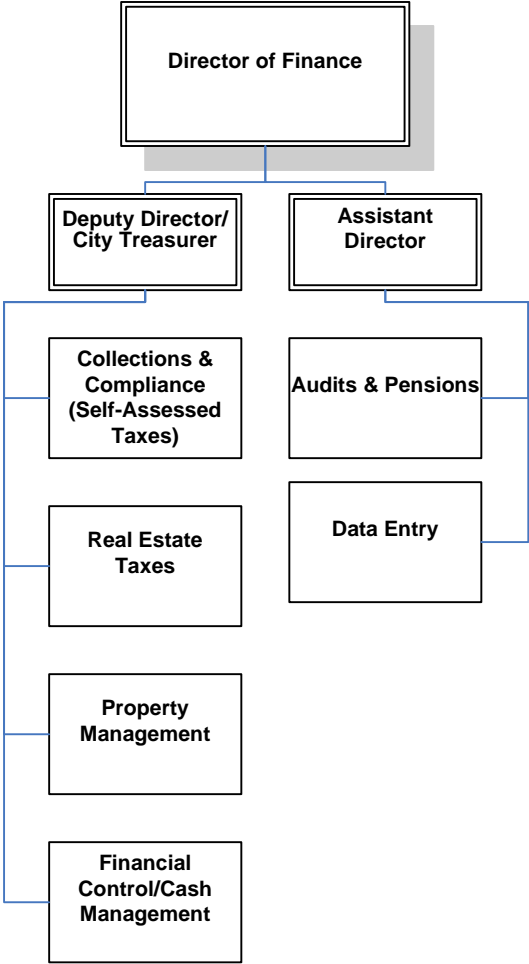 Director of Finance
Deputy Director/
City Treasurer
Assistant
Director
Collections &
Compliance
(Self-Assessed
Taxes)
Audits & Pensions
Real Estate
Taxes
Data Entry
Property
Management
Financial
Control/Cash
Management